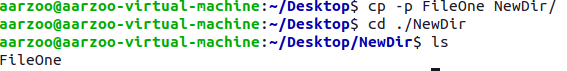 aarzoo@aarzoo-virtual-machine:~/Desktop$ cp -p FileOne NewDir/
aarzoo@aarzoo-virtual-machine:~/Desktop$ cd ./NewDir
aarzoo@aarzoo-virtual-machine:~/Desktop/NewDir$ ls
FileOne